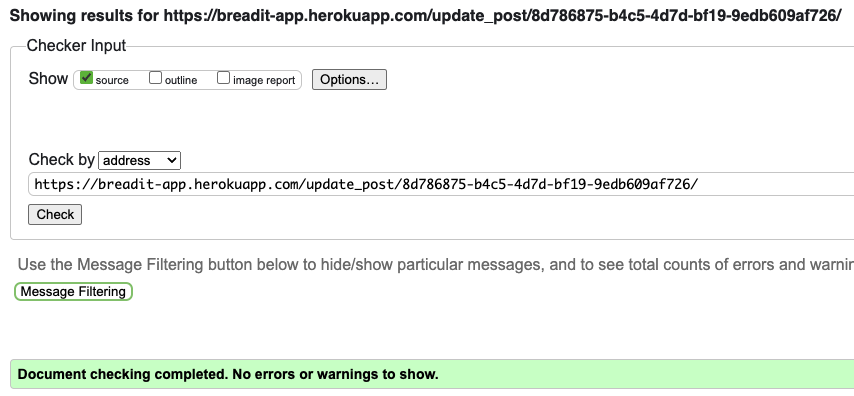 Showing results for https://breadit-app.herokuapp.com/update_post/8d786875-b4c5-4d7d-bf19-9edb609af726/
Checker Input
Show source outline image report Options...
Check by address
https://breadit-app.herokuapp.com/update_post/8d786875-b4c5-4d7d-bf19-9edb609af726/
Check
Use the Message Filtering button below to hide/show particular messages, and to see total counts of errors and
Message Filtering
Document checking completed. No errors or warnings to show.